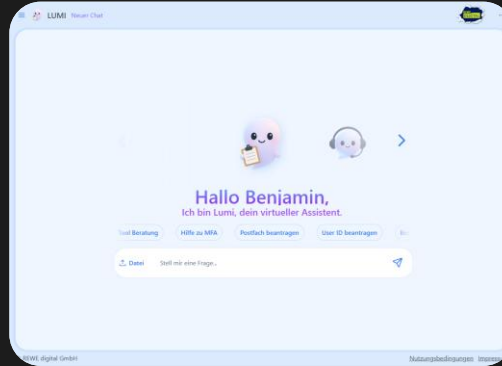 LUMI Neuer Chat
Hallo Benjamin,
Ich bin Lumi, dein virtueller Assistent.
Beratung Hilfe zu MFA Postfach beantragen User ID beantragen
Datei Stell mir eine Frage...
REWE digital GmbH Nutzungsbedingungen